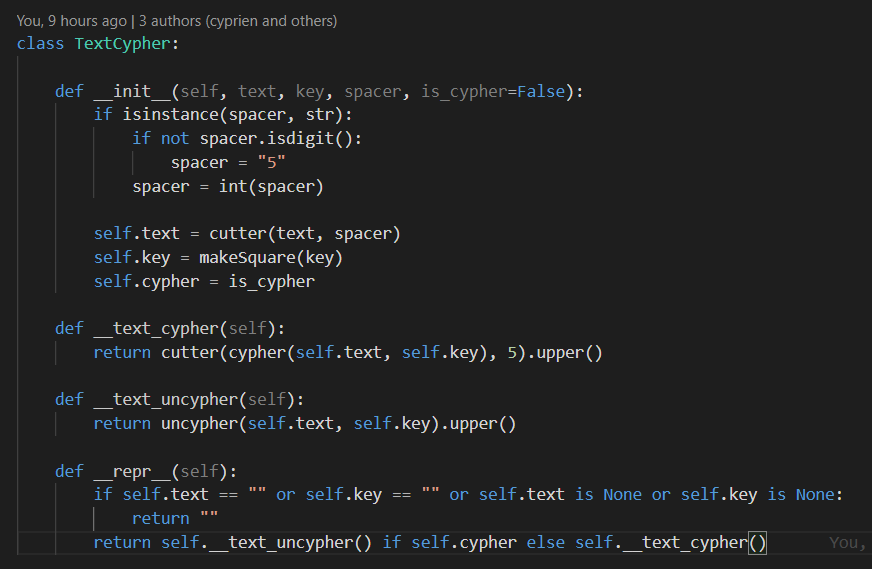 You, 9 hours ago | 3 authors (cyprien and others)
class TextCypher:
    def __init__(self, text, key, spacer, is_cypher=False):
        if isinstance(spacer, str):
            if not spacer.isdigit():
                spacer = "5"
            spacer = int(spacer)
        self.text = cutter(text, spacer)
        self.key = makeSquare(key)
        self.cypher = is_cypher
    def __text_cypher(self):
        return cutter(cypher(self.text, self.key), 5).upper()
    def __text_uncypher(self):
        return uncypher(self.text, self.key).upper()
    def __repr__(self):
        if self.text == "" or self.key == "" or self.text is None or self.key is None:
            return ""
        return self.__text_uncypher() if self.cypher else self.__text_cypher() You,